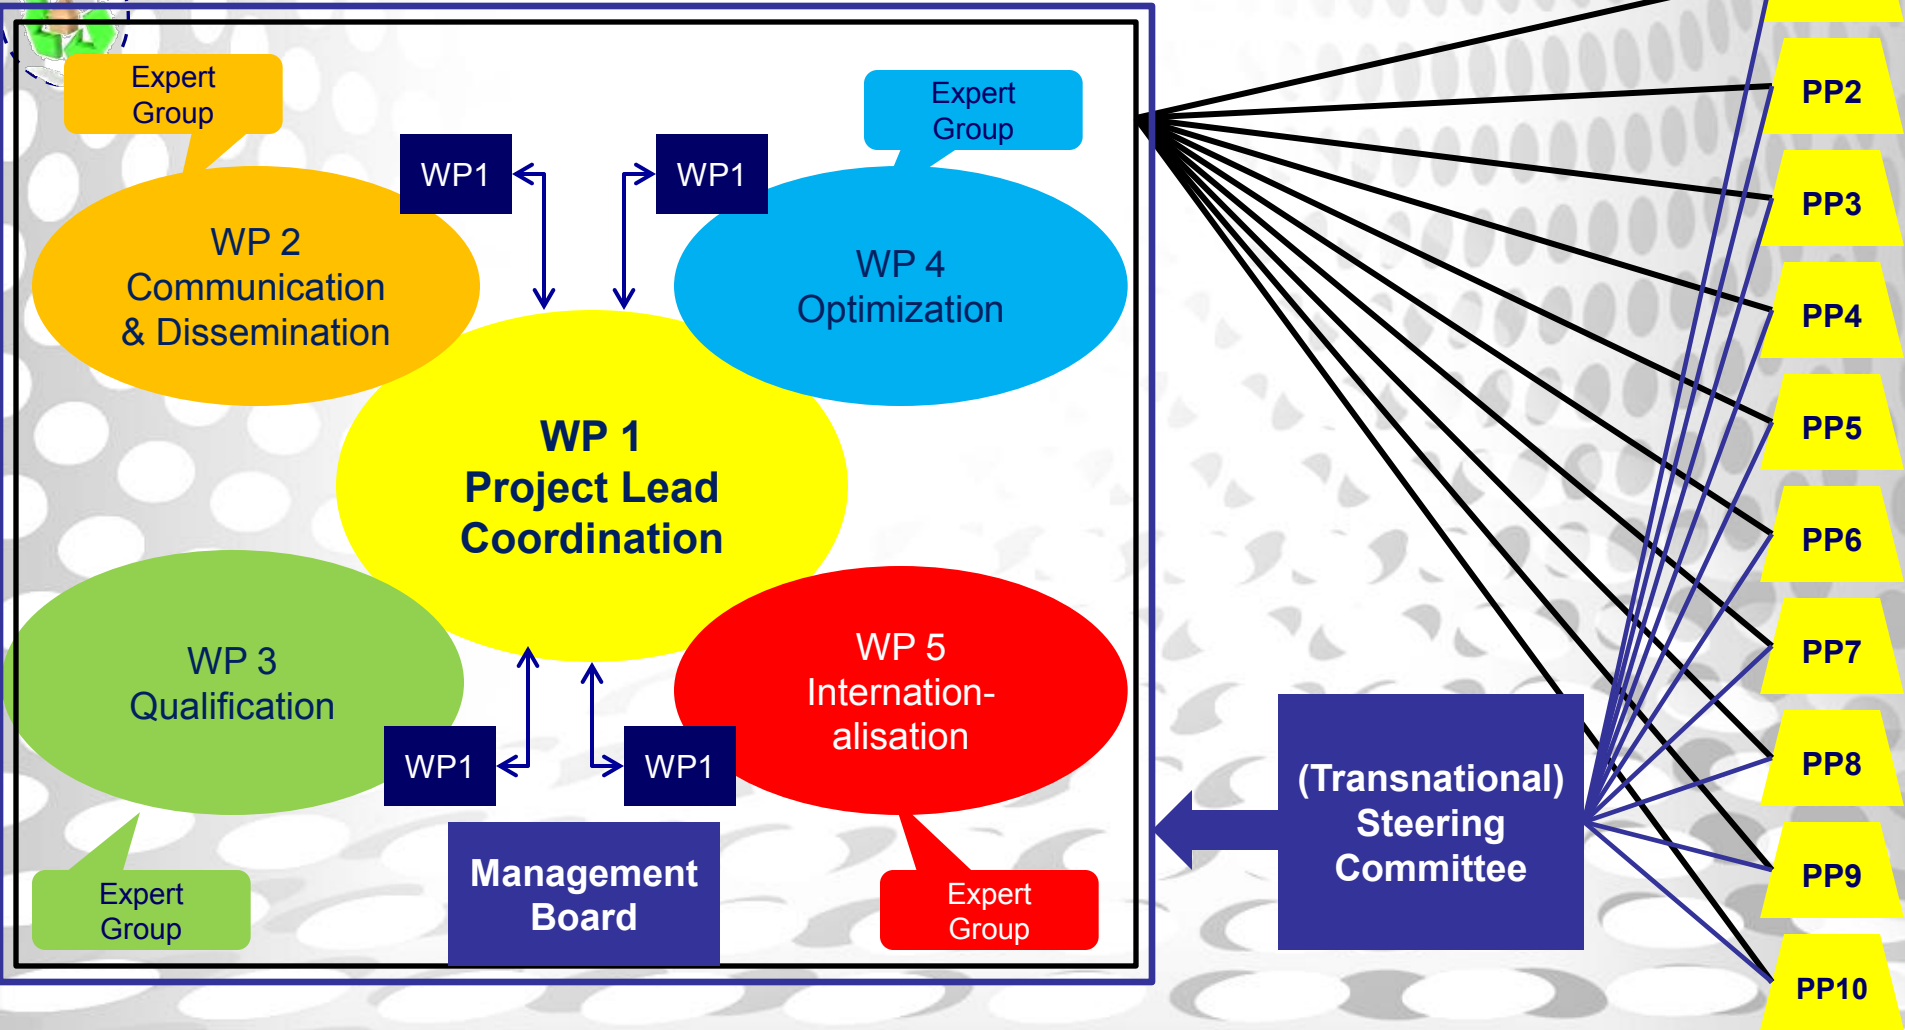 Expert
Group
Expert
Group
WP1
WP1
WP 2
Communication
& Dissemination
WP 4
Optimization
WP 1
Project Lead
Coordination
WP 3
Qualification
WP 5
Internation-
alisation
WP1
WP1
Expert
Group
Management
Board
Expert
Group
(Transnational)
Steering
Committee
PP2
PP3
PP4
PP5
PP6
PP7
PP8
PP9
PP10